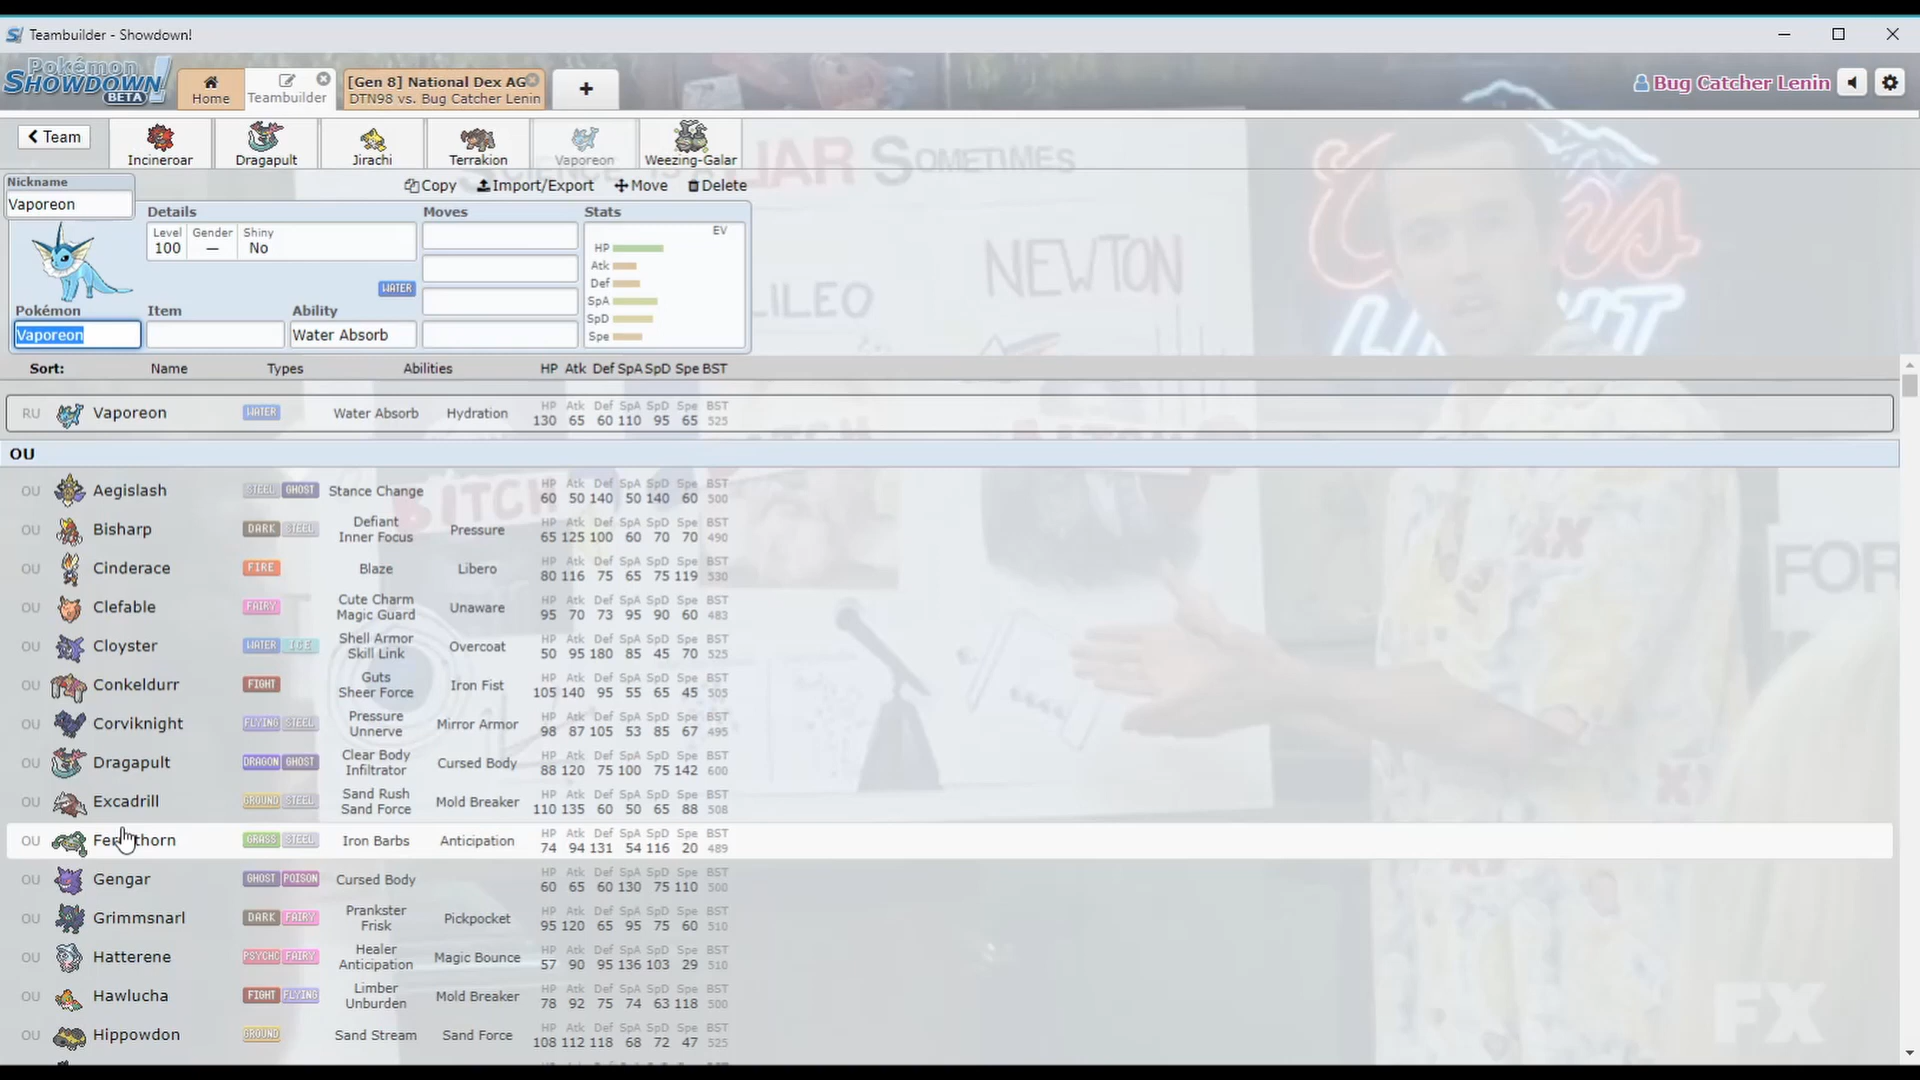 Teambuilder - Showdown!
Pokémon
SHOWDOWN!
BETA
Home
Teambuilder
[Gen 8] National Dex AG
DTN98 vs. Bug Catcher Lenin
+
Bug Catcher Lenin
Team
Incineroar
Dragapult
Jirachi
Terrakion
Vaporeon
Weezing-Galar
SCIENCE IS A LIAR SOMETIMES
Nickname
Vaporeon
Copy Import/Export Move Delete
Details
Level 100
Gender —
Shiny No
WATER
Moves
Stats
EV
HP
Atk
Def
SpA
SpD
Spe
Pokémon
Vaporeon
Item
Ability
Water Absorb
ILEO
NEWTON
Sort: Name Types Abilities HP Atk Def SpA SpD Spe BST
RU Vaporeon WATER Water Absorb Hydration HP 130 Atk 65 Def 60 SpA 110 SpD 95 Spe 65 BST 525
OU
OU Aegislash STEEL GHOST Stance Change HP 60 Atk 50 Def 140 SpA 50 SpD 140 Spe 60 BST 500
OU Bisharp DARK STEEL Defiant Inner Focus Pressure HP 65 Atk 125 Def 100 SpA 60 SpD 70 Spe 70 BST 490
OU Cinderace FIRE Blaze Libero HP 80 Atk 116 Def 75 SpA 65 SpD 75 Spe 119 BST 530
OU Clefable FAIRY Cute Charm Magic Guard Unaware HP 95 Atk 70 Def 73 SpA 95 SpD 90 Spe 60 BST 483
OU Cloyster WATER ICE Shell Armor Skill Link Overcoat HP 50 Atk 95 Def 180 SpA 85 SpD 45 Spe 70 BST 525
OU Conkeldurr FIGHT Guts Sheer Force Iron Fist HP 105 Atk 140 Def 95 SpA 55 SpD 65 Spe 45 BST 505
OU Corviknight FLYING STEEL Pressure Unnerve Mirror Armor HP 98 Atk 87 Def 105 SpA 53 SpD 85 Spe 67 BST 495
OU Dragapult DRAGON GHOST Clear Body Infiltrator Cursed Body HP 88 Atk 120 Def 75 SpA 100 SpD 75 Spe 142 BST 600
OU Excadrill GROUND STEEL Sand Rush Sand Force Mold Breaker HP 110 Atk 135 Def 60 SpA 50 SpD 65 Spe 88 BST 508
OU Ferrothorn GRASS STEEL Iron Barbs Anticipation HP 74 Atk 94 Def 131 SpA 54 SpD 116 Spe 20 BST 489
OU Gengar GHOST POISON Cursed Body HP 60 Atk 65 Def 60 SpA 130 SpD 75 Spe 110 BST 500
OU Grimmsnarl DARK FAIRY Prankster Frisk Pickpocket HP 95 Atk 120 Def 65 SpA 95 SpD 75 Spe 60 BST 510
OU Hatterene PSYCHC FAIRY Healer Anticipation Magic Bounce HP 57 Atk 90 Def 95 SpA 136 SpD 103 Spe 29 BST 510
OU Hawlucha FIGHT FLYING Limber Unburden Mold Breaker HP 78 Atk 92 Def 75 SpA 74 SpD 63 Spe 118 BST 500
OU Hippowdon GROUND Sand Stream Sand Force HP 108 Atk 112 Def 118 SpA 68 SpD 72 Spe 47 BST 525
BITCH
FOR
FX